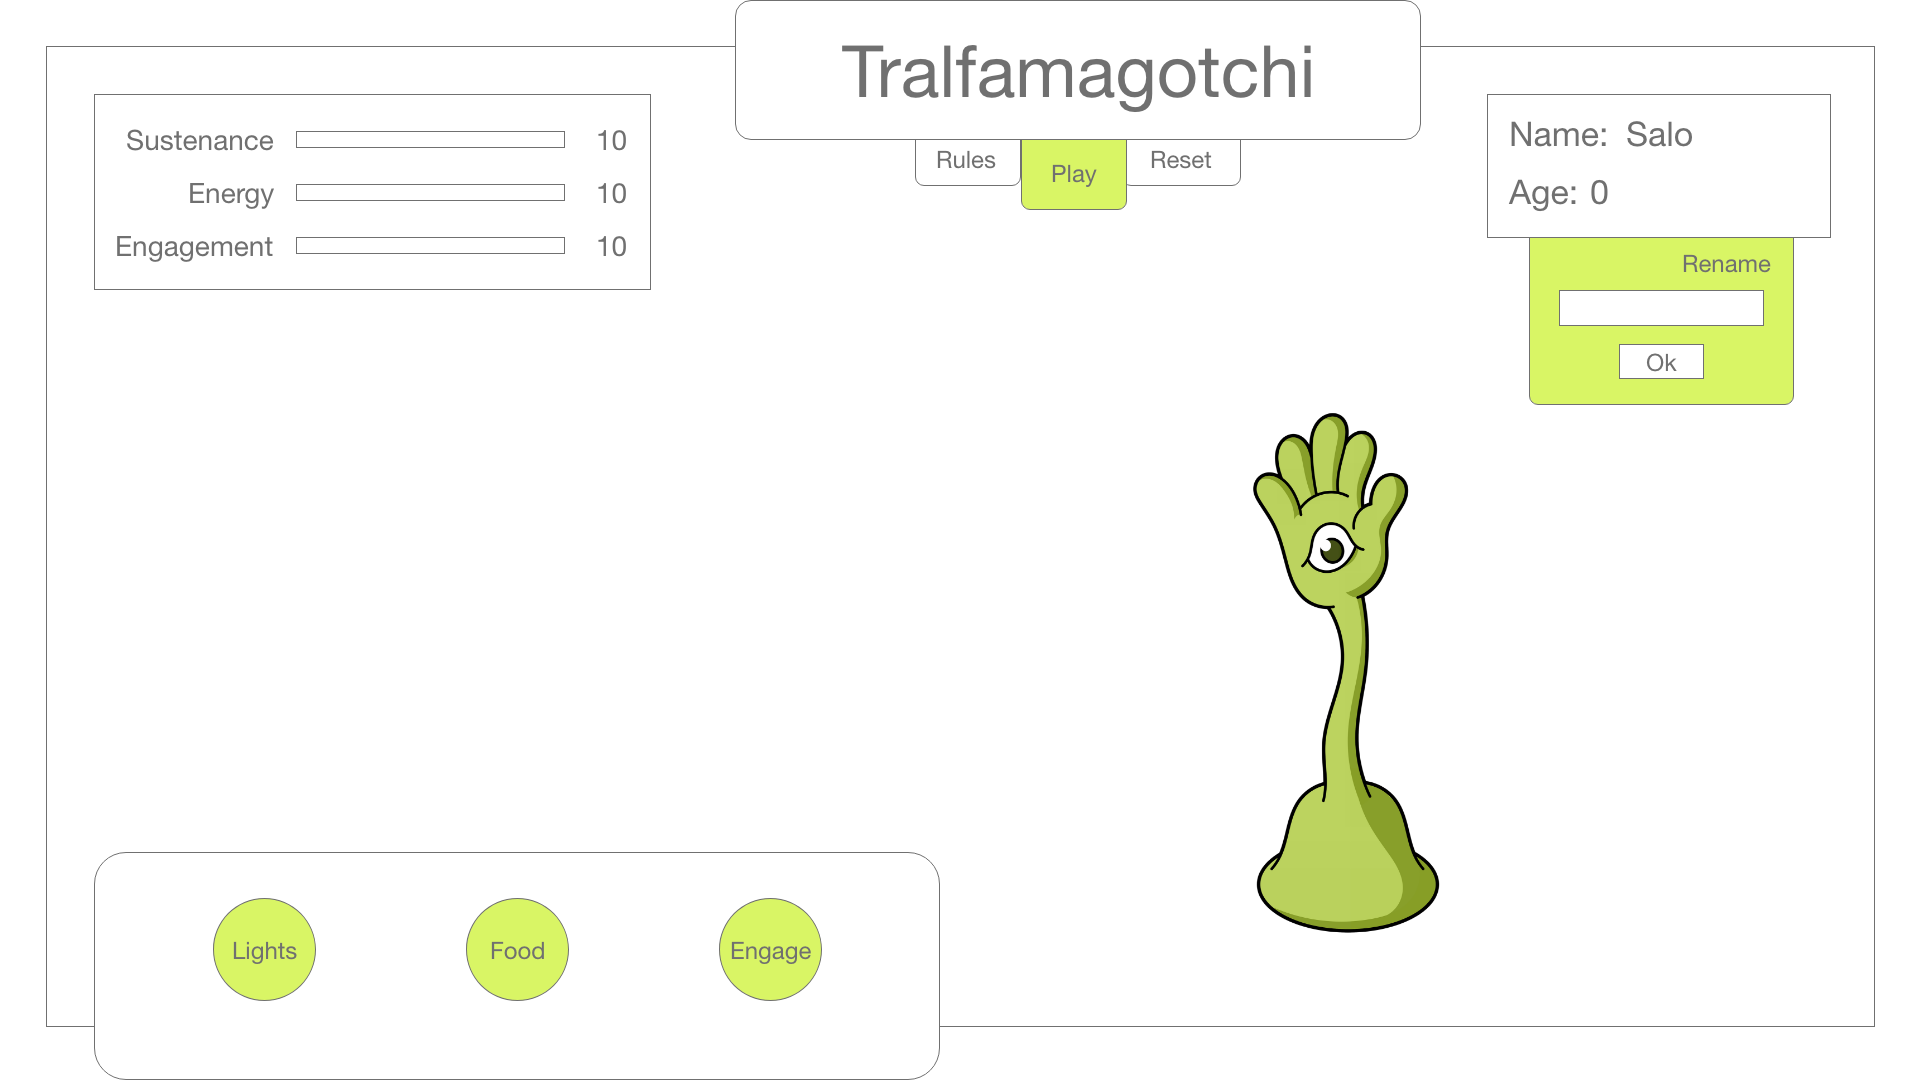 Tralfamagotchi
Rules
Play
Reset
Sustenance 10
Energy 10
Engagement 10
Name: Salo
Age: 0
Rename
Ok
Lights
Food
Engage